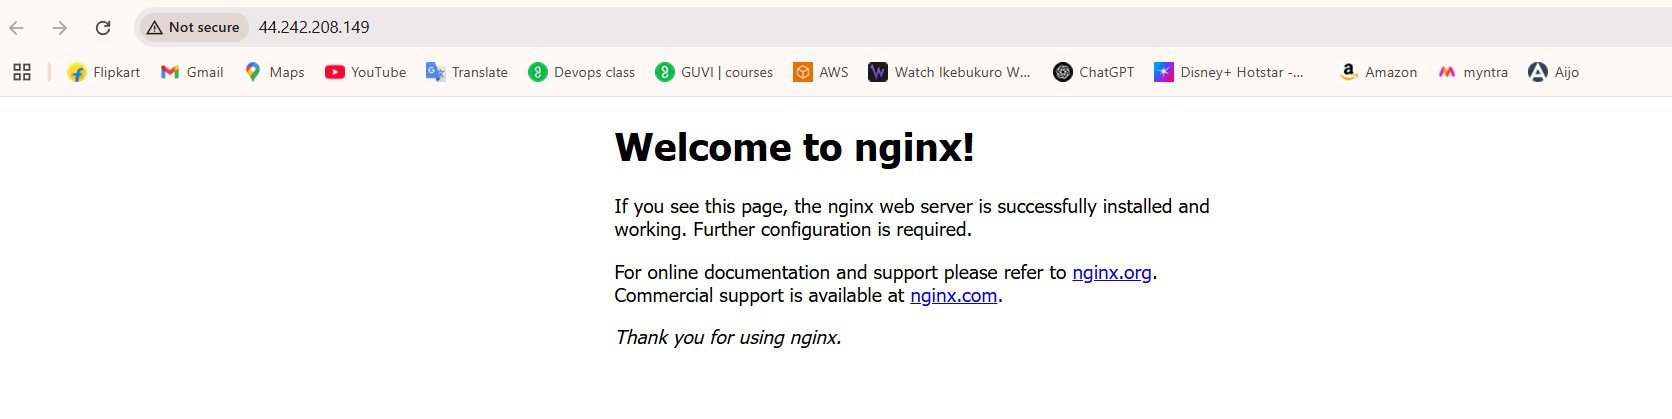 Not secure 44.242.208.149
Flipkart Gmail Maps YouTube Translate Devops class GUVI | courses AWS Watch Ikebukuro W... ChatGPT Disney+ Hotstar -... Amazon myntra Aijo
Welcome to nginx!
If you see this page, the nginx web server is successfully installed and
working. Further configuration is required.
For online documentation and support please refer to nginx.org.
Commercial support is available at nginx.com.
Thank you for using nginx.